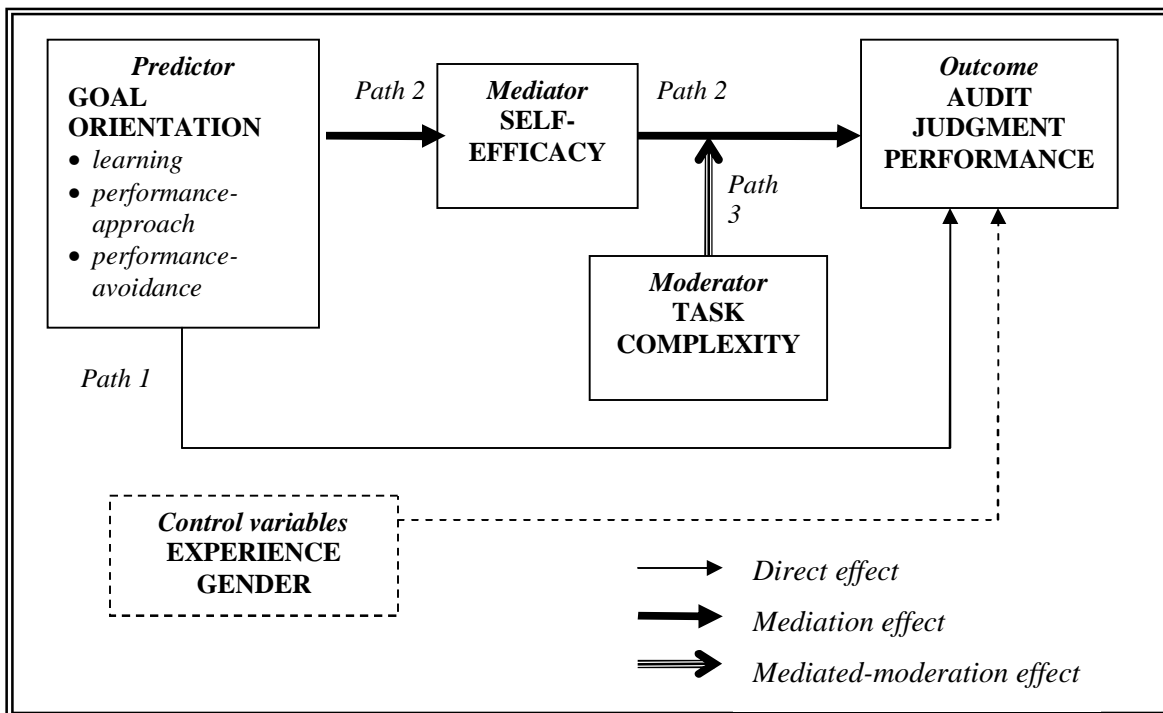 Predictor
GOAL
ORIENTATION
• learning
• performance-
approach
• performance-
avoidance
Path 2
Mediator
SELF-
EFFICACY
Path 2
Outcome
AUDIT
JUDGMENT
PERFORMANCE
Path
3
Moderator
TASK
COMPLEXITY
Path 1
Control variables
EXPERIENCE
GENDER
Direct effect
Mediation effect
Mediated-moderation effect